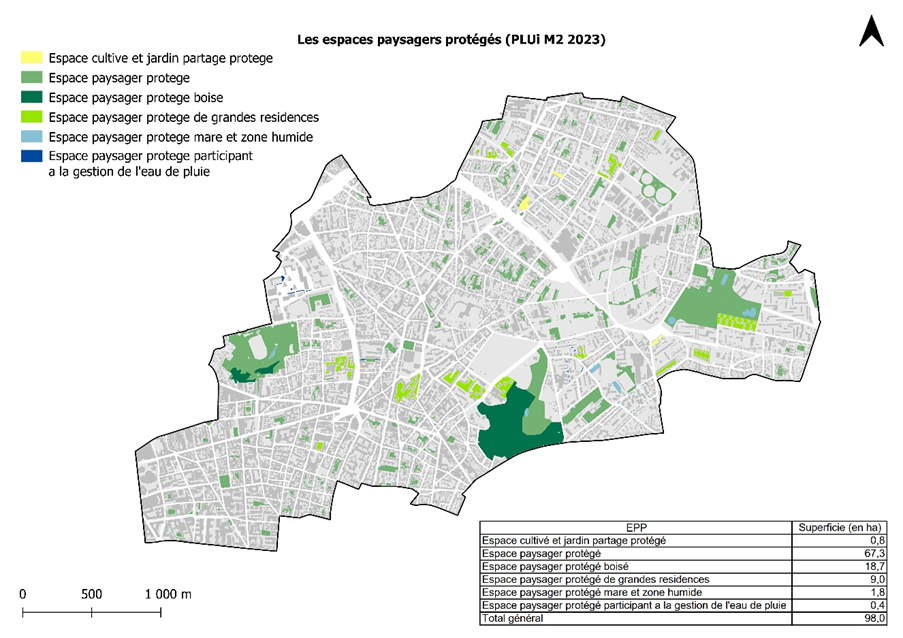 Les espaces paysagers protégés (PLUi M2 2023)
Espace cultive et jardin partage protege
Espace paysager protege
Espace paysager protege boise
Espace paysager protege de grandes residences
Espace paysager protege mare et zone humide
Espace paysager protege participant
a la gestion de l'eau de pluie
EPP Superficie (en ha)
Espace cultivé et jardin partage protégé 0,8
Espace paysager protégé 67,3
Espace paysager protégé boisé 18,7
Espace paysager protégé de grandes residences 9,0
Espace paysager protégé mare et zone humide 1,8
Espace paysager protégé participant a la gestion de l'eau de pluie 0,4
Total général 98,0
0 500 1 000 m